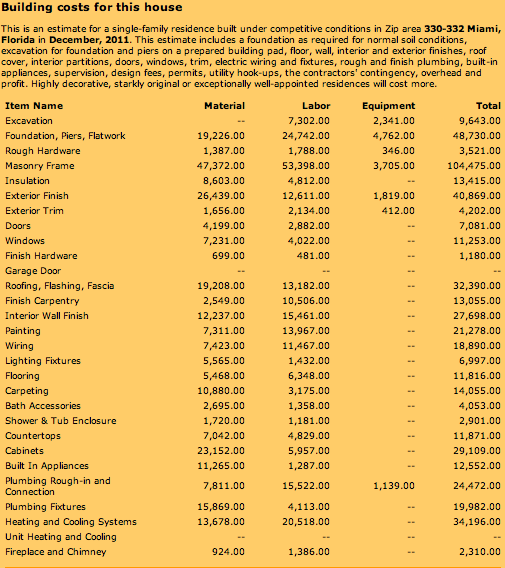 Building costs for this house
This is an estimate for a single-family residence built under competitive conditions in Zip area 330-332 Miami,
Florida in December, 2011. This estimate includes a foundation as required for normal soil conditions,
excavation for foundation and piers on a prepared building pad, floor, wall, interior and exterior finishes, roof
cover, interior partitions, doors, windows, trim, electric wiring and fixtures, rough and finish plumbing, built-in
appliances, supervision, design fees, permits, utility hook-ups, the contractors' contingency, overhead and
profit. Highly decorative, starkly original or exceptionally well-appointed residences will cost more.
Item Name Material Labor Equipment Total
Excavation -- 7,302.00 2,341.00 9,643.00
Foundation, Piers, Flatwork 19,226.00 24,742.00 4,762.00 48,730.00
Rough Hardware 1,387.00 1,788.00 346.00 3,521.00
Masonry Frame 47,372.00 53,398.00 3,705.00 104,475.00
Insulation 8,603.00 4,812.00 -- 13,415.00
Exterior Finish 26,439.00 12,611.00 1,819.00 40,869.00
Exterior Trim 1,656.00 2,134.00 412.00 4,202.00
Doors 4,199.00 2,882.00 -- 7,081.00
Windows 7,231.00 4,022.00 -- 11,253.00
Finish Hardware 699.00 481.00 -- 1,180.00
Garage Door -- -- -- --
Roofing, Flashing, Fascia 19,208.00 13,182.00 -- 32,390.00
Finish Carpentry 2,549.00 10,506.00 -- 13,055.00
Interior Wall Finish 12,237.00 15,461.00 -- 27,698.00
Painting 7,311.00 13,967.00 -- 21,278.00
Wiring 7,423.00 11,467.00 -- 18,890.00
Lighting Fixtures 5,565.00 1,432.00 -- 6,997.00
Flooring 5,468.00 6,348.00 -- 11,816.00
Carpeting 10,880.00 3,175.00 -- 14,055.00
Bath Accessories 2,695.00 1,358.00 -- 4,053.00
Shower & Tub Enclosure 1,720.00 1,181.00 -- 2,901.00
Countertops 7,042.00 4,829.00 -- 11,871.00
Cabinets 23,152.00 5,957.00 -- 29,109.00
Built In Appliances 11,265.00 1,287.00 -- 12,552.00
Plumbing Rough-in and
Connection 7,811.00 15,522.00 1,139.00 24,472.00
Plumbing Fixtures 15,869.00 4,113.00 -- 19,982.00
Heating and Cooling Systems 13,678.00 20,518.00 -- 34,196.00
Unit Heating and Cooling -- -- -- --
Fireplace and Chimney 924.00 1,386.00 -- 2,310.00